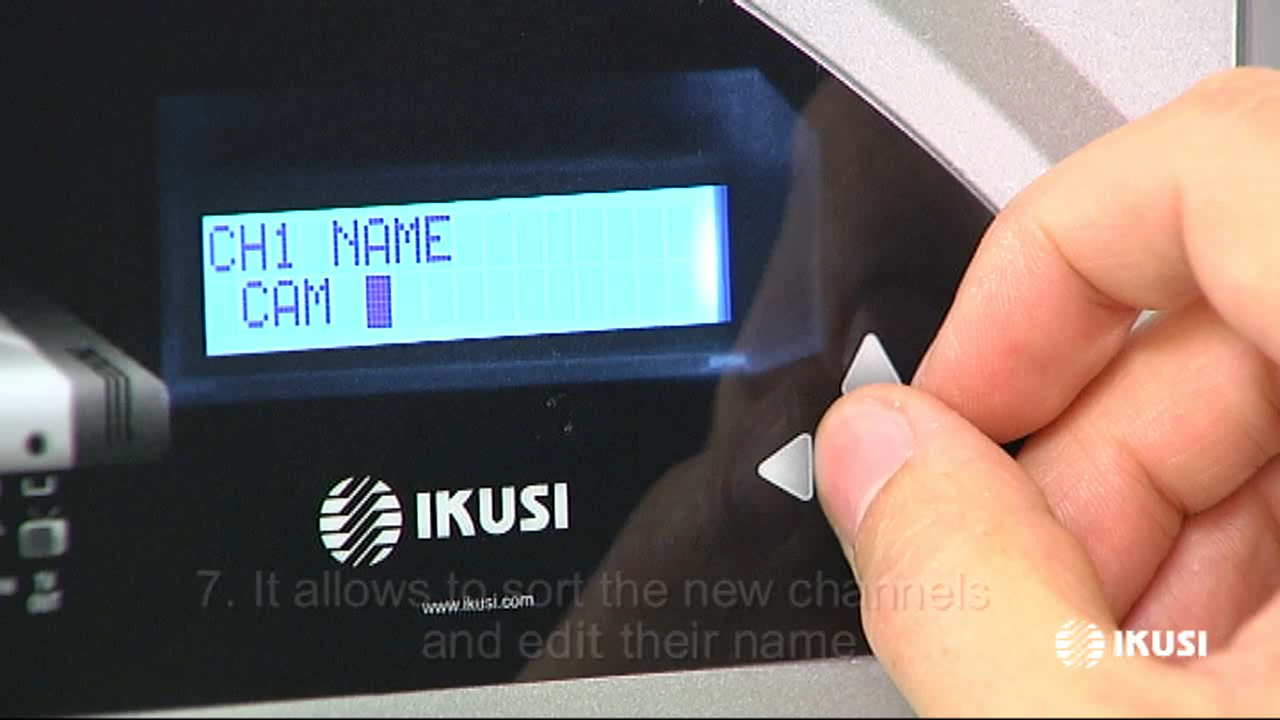 CH1 NAME
CAM
IKUSI
www.ikusi.com
7. It allows to sort the new channels
and edit their name
IKUSI